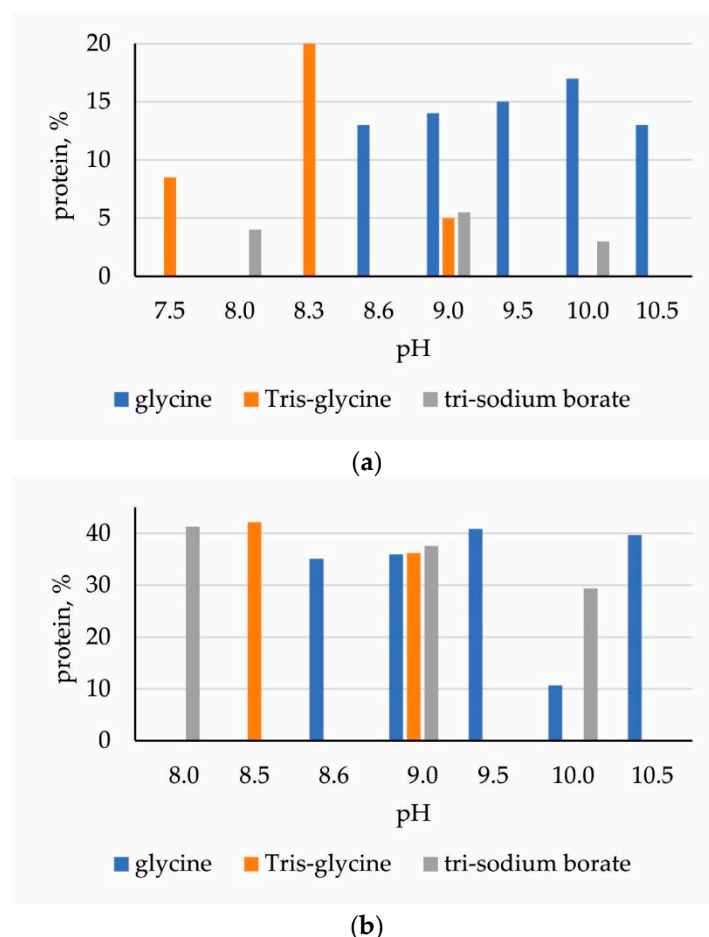 20
15
10
5
0
protein, %
7.5 8.0 8.3 8.6 9.0 9.5 10.0 10.5
pH
glycine Tris-glycine tri-sodium borate
(a)
40
30
20
10
0
protein, %
8.0 8.5 8.6 9.0 9.5 10.0 10.5
pH
glycine Tris-glycine tri-sodium borate
(b)